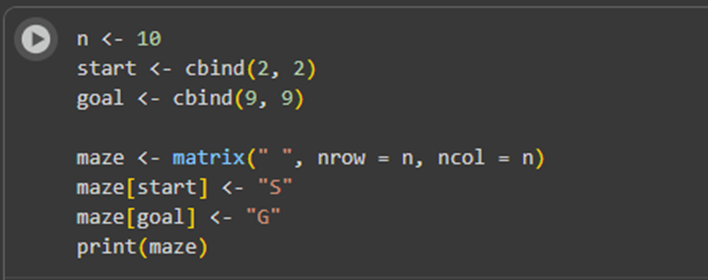 n <- 10
start <- cbind(2, 2)
goal <- cbind(9, 9)

maze <- matrix(" ", nrow = n, ncol = n)
maze[start] <- "S"
maze[goal] <- "G"
print(maze)